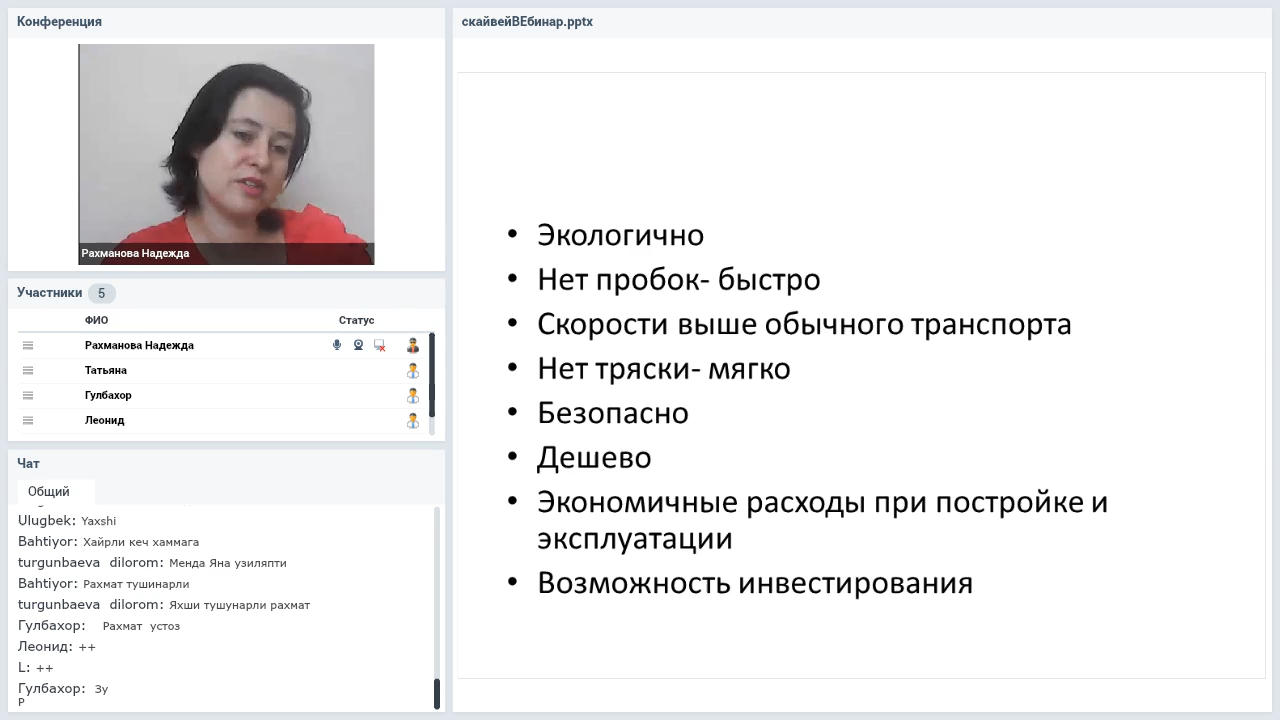 Конференция
Рахманова Надежда
Участники 5
ФИО Статус
Рахманова Надежда
Татьяна
Гулбахор
Леонид
Чат
Общий
Ulugbek: Yaxshi
Bahtiyor: Хайрли кеч хаммага
turgunbaeva dilorom: Менда Яна узиляпти
Bahtiyor: Рахмат тушинарли
turgunbaeva dilorom: Яхши тушунарли рахмат
Гулбахор: Рахмат устоз
Леонид: ++
L: ++
Гулбахор: Зу
Р
скайвейВЕбинар.pptx
• Экологично
• Нет пробок- быстро
• Скорости выше обычного транспорта
• Нет тряски- мягко
• Безопасно
• Дешево
• Экономичные расходы при постройке и
эксплуатации
• Возможность инвестирования